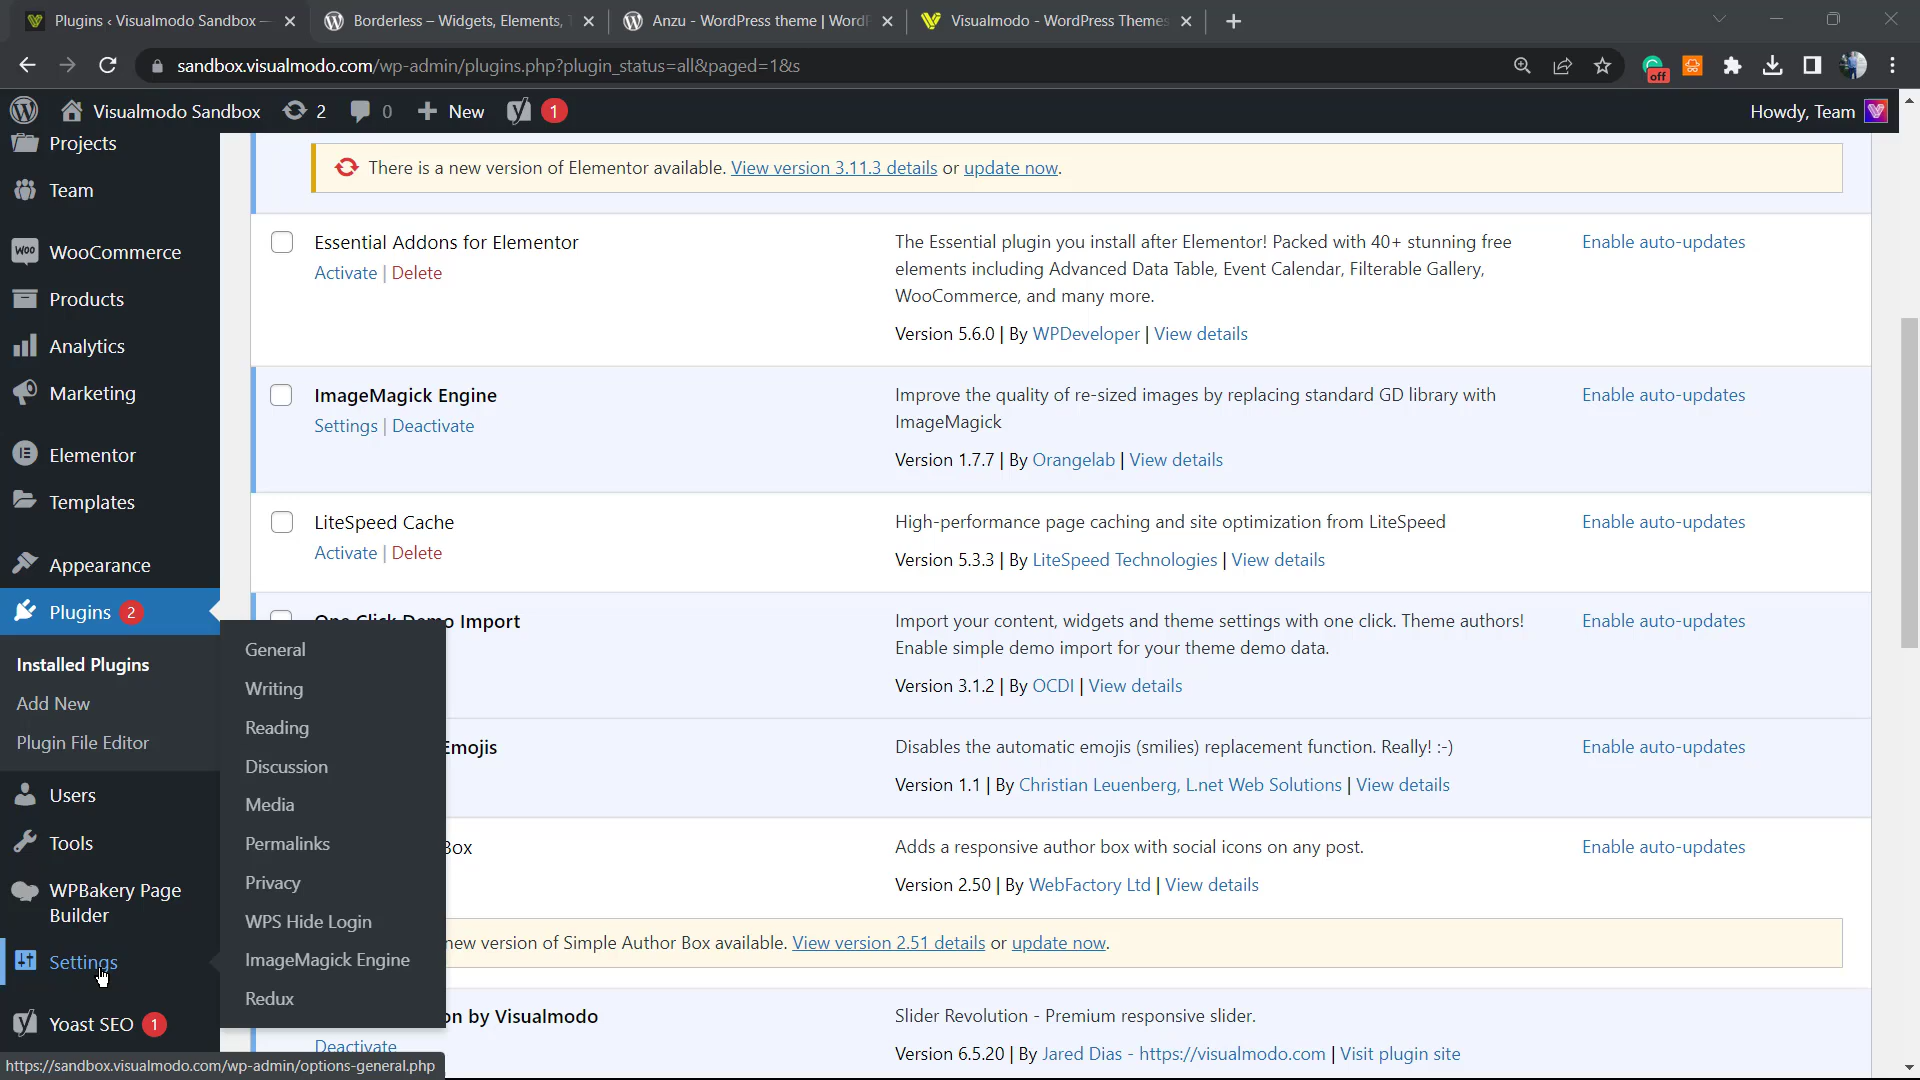 Plugins ‹ Visualmodo Sandbox —
Borderless – Widgets, Elements,
Anzu - WordPress theme | Word
Visualmodo - WordPress Themes
sandbox.visualmodo.com/wp-admin/plugins.php?plugin_status=all&paged=1&s
off
Visualmodo Sandbox 2 0 New 1
Howdy, Team
Projects
Team
WooCommerce
Products
Analytics
Marketing
Elementor
Templates
Appearance
Plugins 2
Installed Plugins
Add New
Plugin File Editor
Users
Tools
WPBakery Page
Builder
Settings
Yoast SEO 1
General
Writing
Reading
Discussion
Media
Permalinks
Privacy
WPS Hide Login
ImageMagick Engine
Redux
There is a new version of Elementor available. View version 3.11.3 details or update now.
Essential Addons for Elementor
Activate | Delete
The Essential plugin you install after Elementor! Packed with 40+ stunning free
elements including Advanced Data Table, Event Calendar, Filterable Gallery,
WooCommerce, and many more.
Version 5.6.0 | By WPDeveloper | View details
Enable auto-updates
ImageMagick Engine
Settings | Deactivate
Improve the quality of re-sized images by replacing standard GD library with
ImageMagick
Version 1.7.7 | By Orangelab | View details
Enable auto-updates
LiteSpeed Cache
Activate | Delete
High-performance page caching and site optimization from LiteSpeed
Version 5.3.3 | By LiteSpeed Technologies | View details
Enable auto-updates
One Click Demo Import
Import your content, widgets and theme settings with one click. Theme authors!
Enable simple demo import for your theme demo data.
Version 3.1.2 | By OCDI | View details
Enable auto-updates
Emojis
Disables the automatic emojis (smilies) replacement function. Really! :-)
Version 1.1 | By Christian Leuenberg, L.net Web Solutions | View details
Enable auto-updates
Box
Adds a responsive author box with social icons on any post.
Version 2.50 | By WebFactory Ltd | View details
Enable auto-updates
new version of Simple Author Box available. View version 2.51 details or update now.
on by Visualmodo
Deactivate
Slider Revolution - Premium responsive slider.
Version 6.5.20 | By Jared Dias - https://visualmodo.com | Visit plugin site
https://sandbox.visualmodo.com/wp-admin/options-general.php